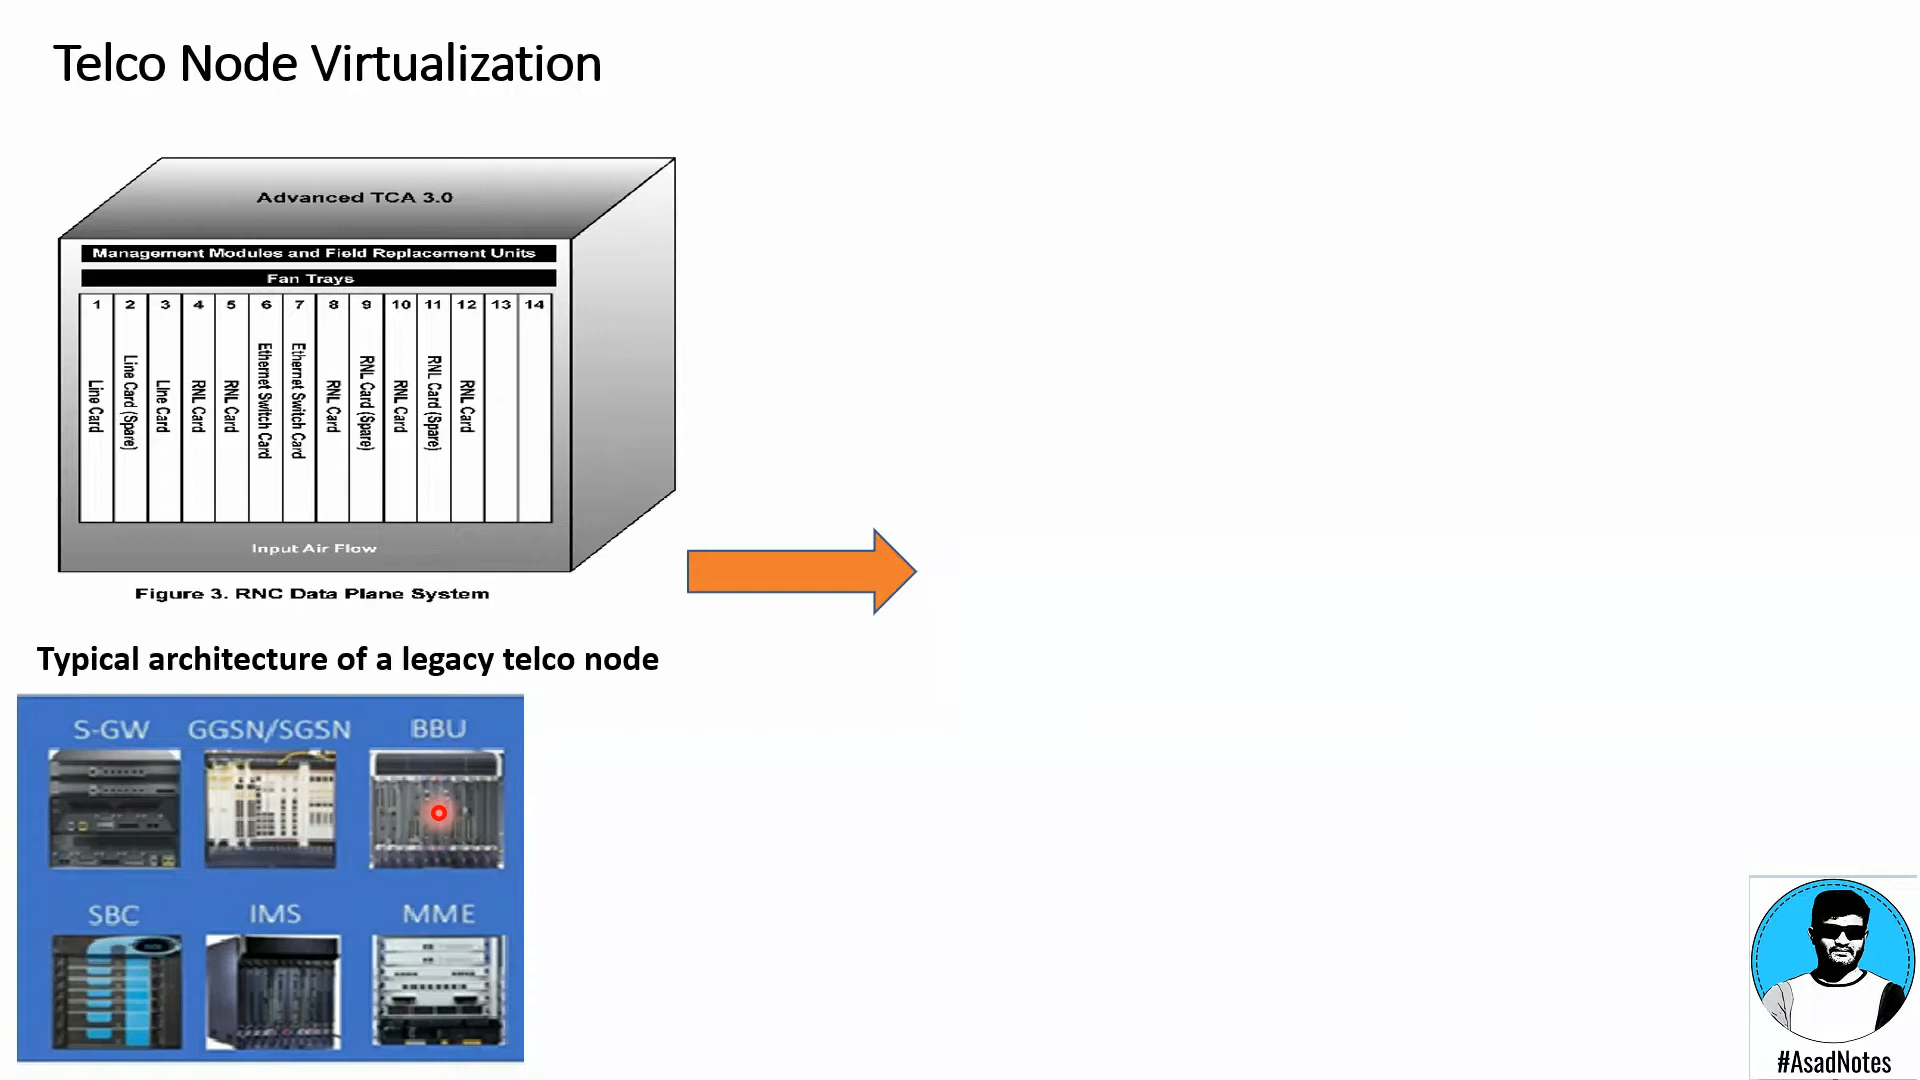 Telco Node Virtualization
Advanced TCA 3.0
Management Modules and Field Replacement Units
Fan Trays
1 2 3 4 5 6 7 8 9 10 11 12 13 14
Line Card
Line Card (Spare)
Line Card
RNL Card
RNL Card
Ethernet Switch Card
Ethernet Switch Card
RNL Card
RNL Card (Spare)
RNL Card
RNL Card (Spare)
RNL Card
Input Air Flow
Figure 3. RNC Data Plane System
Typical architecture of a legacy telco node
S-GW GGSN/SGSN BBU
SBC IMS MME
#AsadNotes